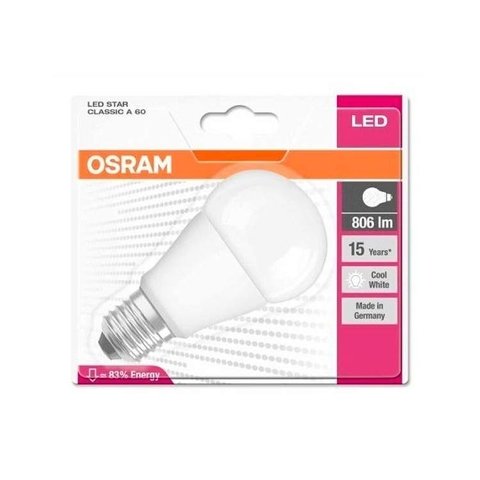 LED STAR
CLASSIC A 60
LED
OSRAM
806 lm
15 Years*
Cool
White
Made in
Germany
≙ 83% Energy